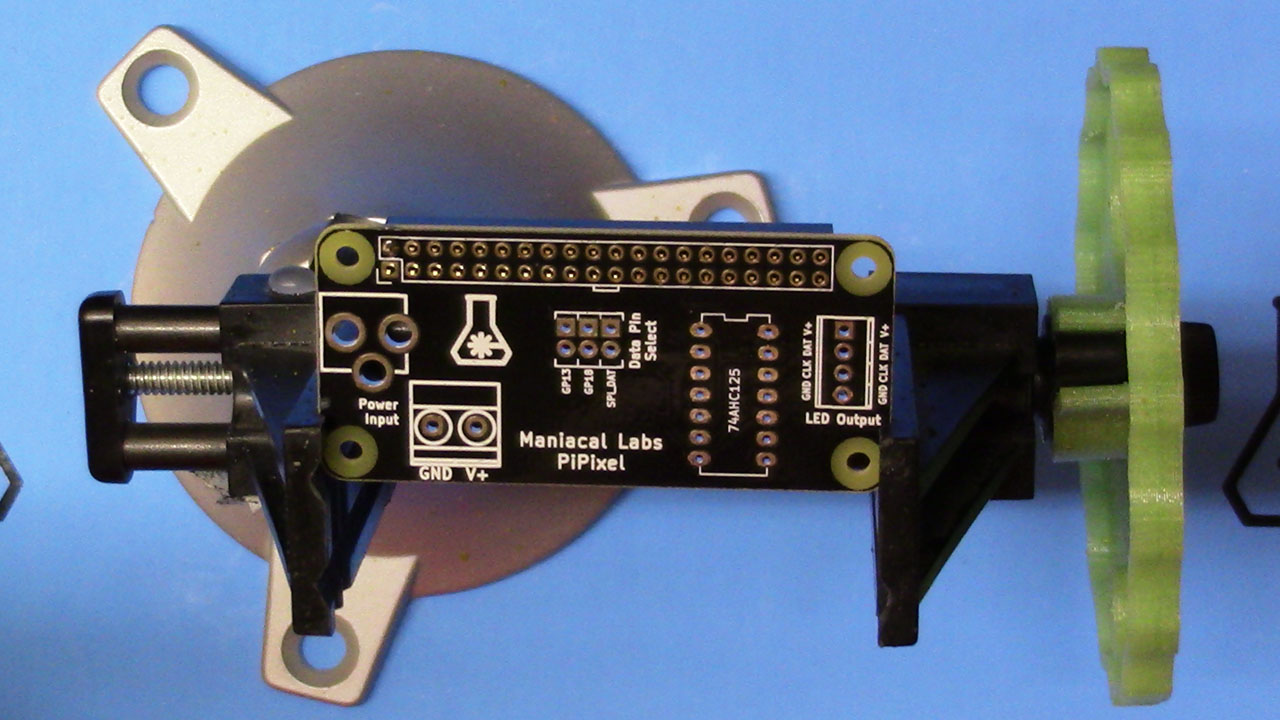 Data Pin
Select
GP13
GP10
SPI_DAT
74AHC125
GND CLK DAT V+
GND CLK DAT V+
LED Output
Power
Input
GND V+
Maniacal Labs
PiPixel